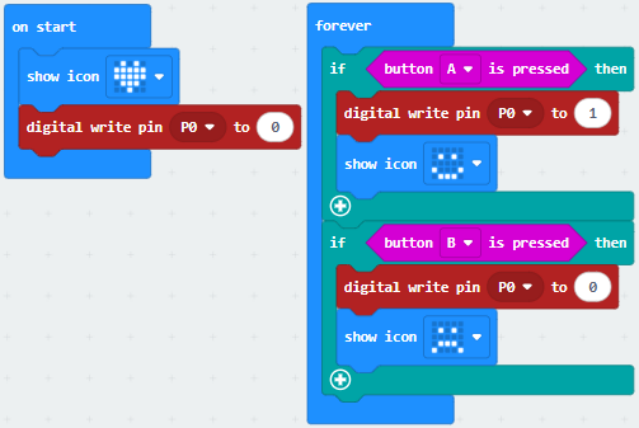 on start
show icon
digital write pin P0 to 0
forever
if button A is pressed then
digital write pin P0 to 1
show icon
if button B is pressed then
digital write pin P0 to 0
show icon